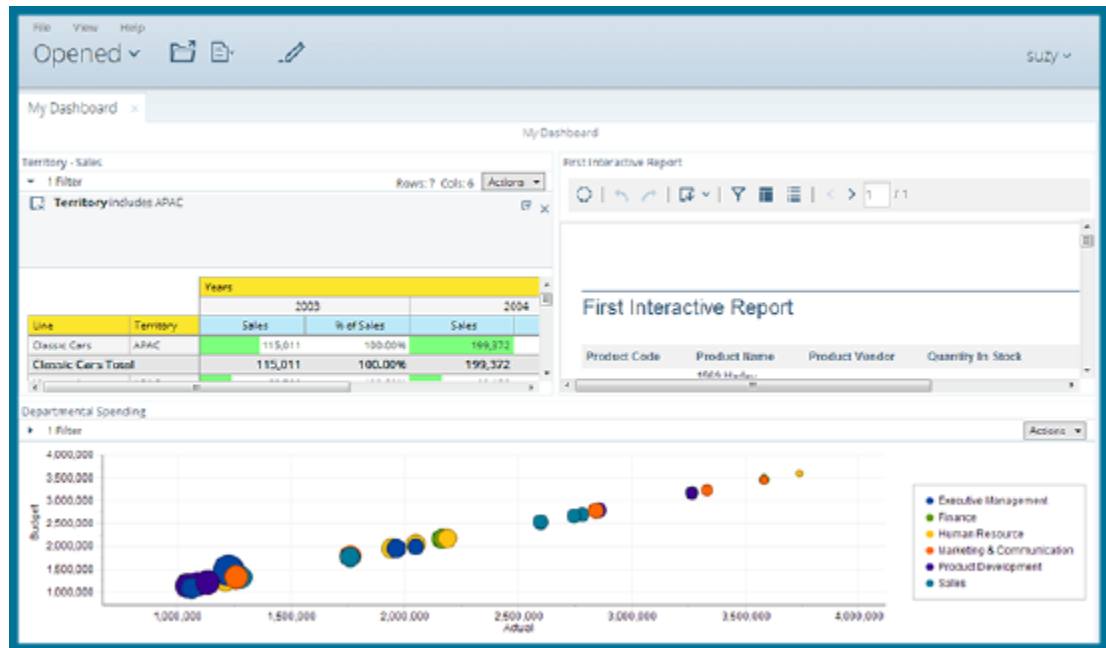 File View Help
Opened
suzy
My Dashboard ×
My Dashboard
Territory - Sales
1 Filter
Rows: 7 Cols: 6 Actions
Territory includes APAC
Years
2003 2004
Line Territory Sales % of Sales Sales
Classic Cars APAC 115,011 100.00% 199,372
Classic Cars Total 115,011 100.00% 199,372
First Interactive Report
1 / 1
First Interactive Report
Product Code Product Name Product Vendor Quantity In Stock
Departmental Spending
1 Filter
Actions
4,000,000
3,500,000
3,000,000
2,500,000
2,000,000
1,500,000
1,000,000
Budget
1,000,000 1,500,000 2,000,000 2,500,000 3,000,000 3,500,000 4,000,000
Actual
Executive Management
Finance
Human Resource
Marketing & Communication
Product Development
Sales